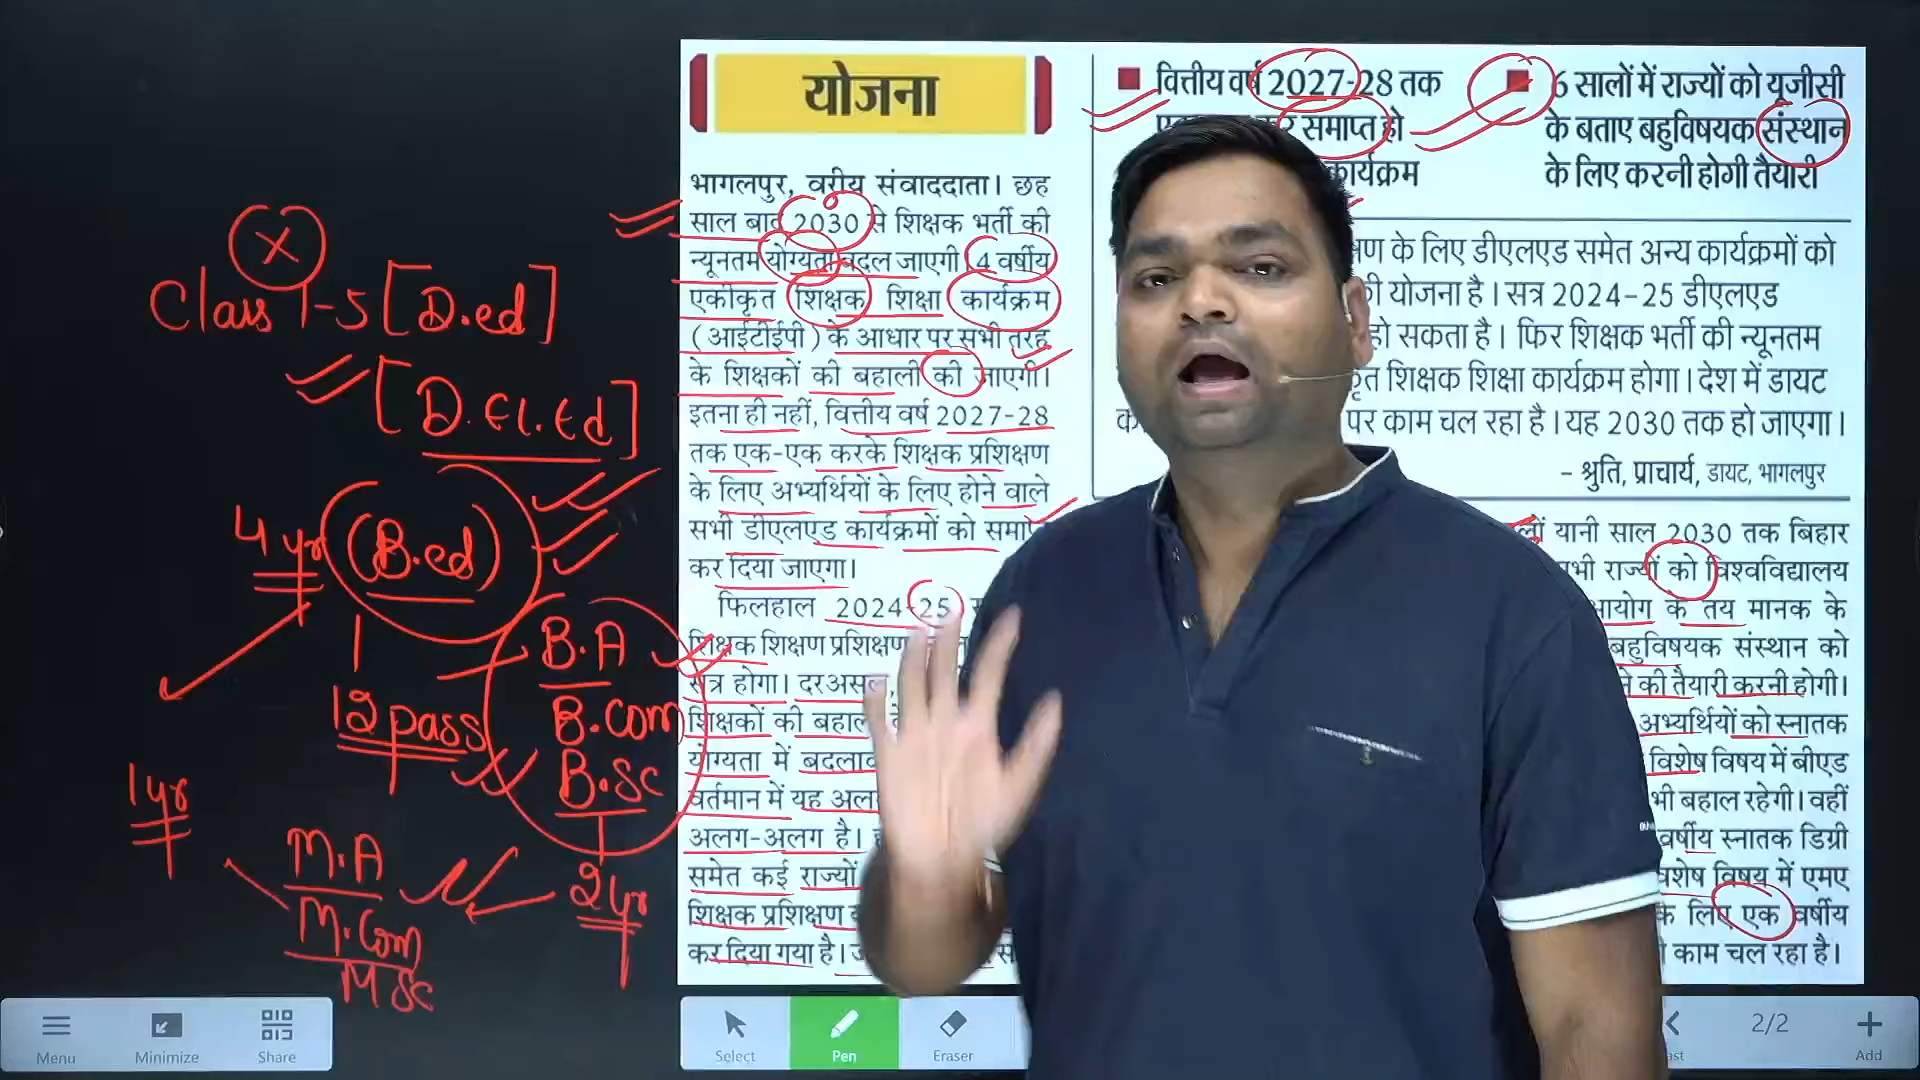 योजना
वित्तीय वर्ष 2027-28 तक
समाप्त हो
कार्यक्रम
6 सालों में राज्यों को यूजीसी
के बताए बहुविषयक संस्थान
के लिए करनी होगी तैयारी
भागलपुर, वरीय संवाददाता। छह
साल बाद 2030 से शिक्षक भर्ती की
न्यूनतम योग्यता बदल जाएगी 4 वर्षीय
एकीकृत शिक्षक शिक्षा कार्यक्रम
(आईटीईपी) के आधार पर सभी तरह
के शिक्षकों की बहाली की जाएगी।
इतना ही नहीं, वित्तीय वर्ष 2027-28
तक एक-एक करके शिक्षक प्रशिक्षण
के लिए अभ्यर्थियों के लिए होने वाले
सभी डीएलएड कार्यक्रमों को
कर दिया जाएगा।
फिलहाल 2024-25
शिक्षक शिक्षण प्रशिक्षण
सत्र होगा। दरअसल,
शिक्षकों की
योग्यता में
वर्तमान में यह
अलग-अलग है।
समेत कई राज्यों
शिक्षक प्रशिक्षण
कर दिया गया है।
के लिए डीएलएड समेत अन्य कार्यक्रमों को
योजना है। सत्र 2024-25 डीएलएड
हो सकता है। फिर शिक्षक भर्ती की न्यूनतम
शिक्षक शिक्षा कार्यक्रम होगा। देश में डायट
पर काम चल रहा है। यह 2030 तक हो जाएगा।
- श्रुति, प्राचार्य, डायट, भागलपुर
यानी साल 2030 तक बिहार
राज्यों को विश्वविद्यालय
के तय मानक के
बहुविषयक संस्थान को
की तैयारी करनी होगी।
अभ्यर्थियों को स्नातक
विशेष विषय में बीएड
भी बहाल रहेगी। वहीं
वर्षीय स्नातक डिग्री
विषय में एमए
लिए एक वर्षीय
काम चल रहा है।
X
Class 1-5 [D.ed]
[D.El.Ed]
4 yr (B.ed)
12 pass
B.A
B.Com
B.Sc
2 yr
1 yr
M.A
M.Com
M Sc
Menu
Minimize
Share
Select
Pen
Eraser
2/2
Add